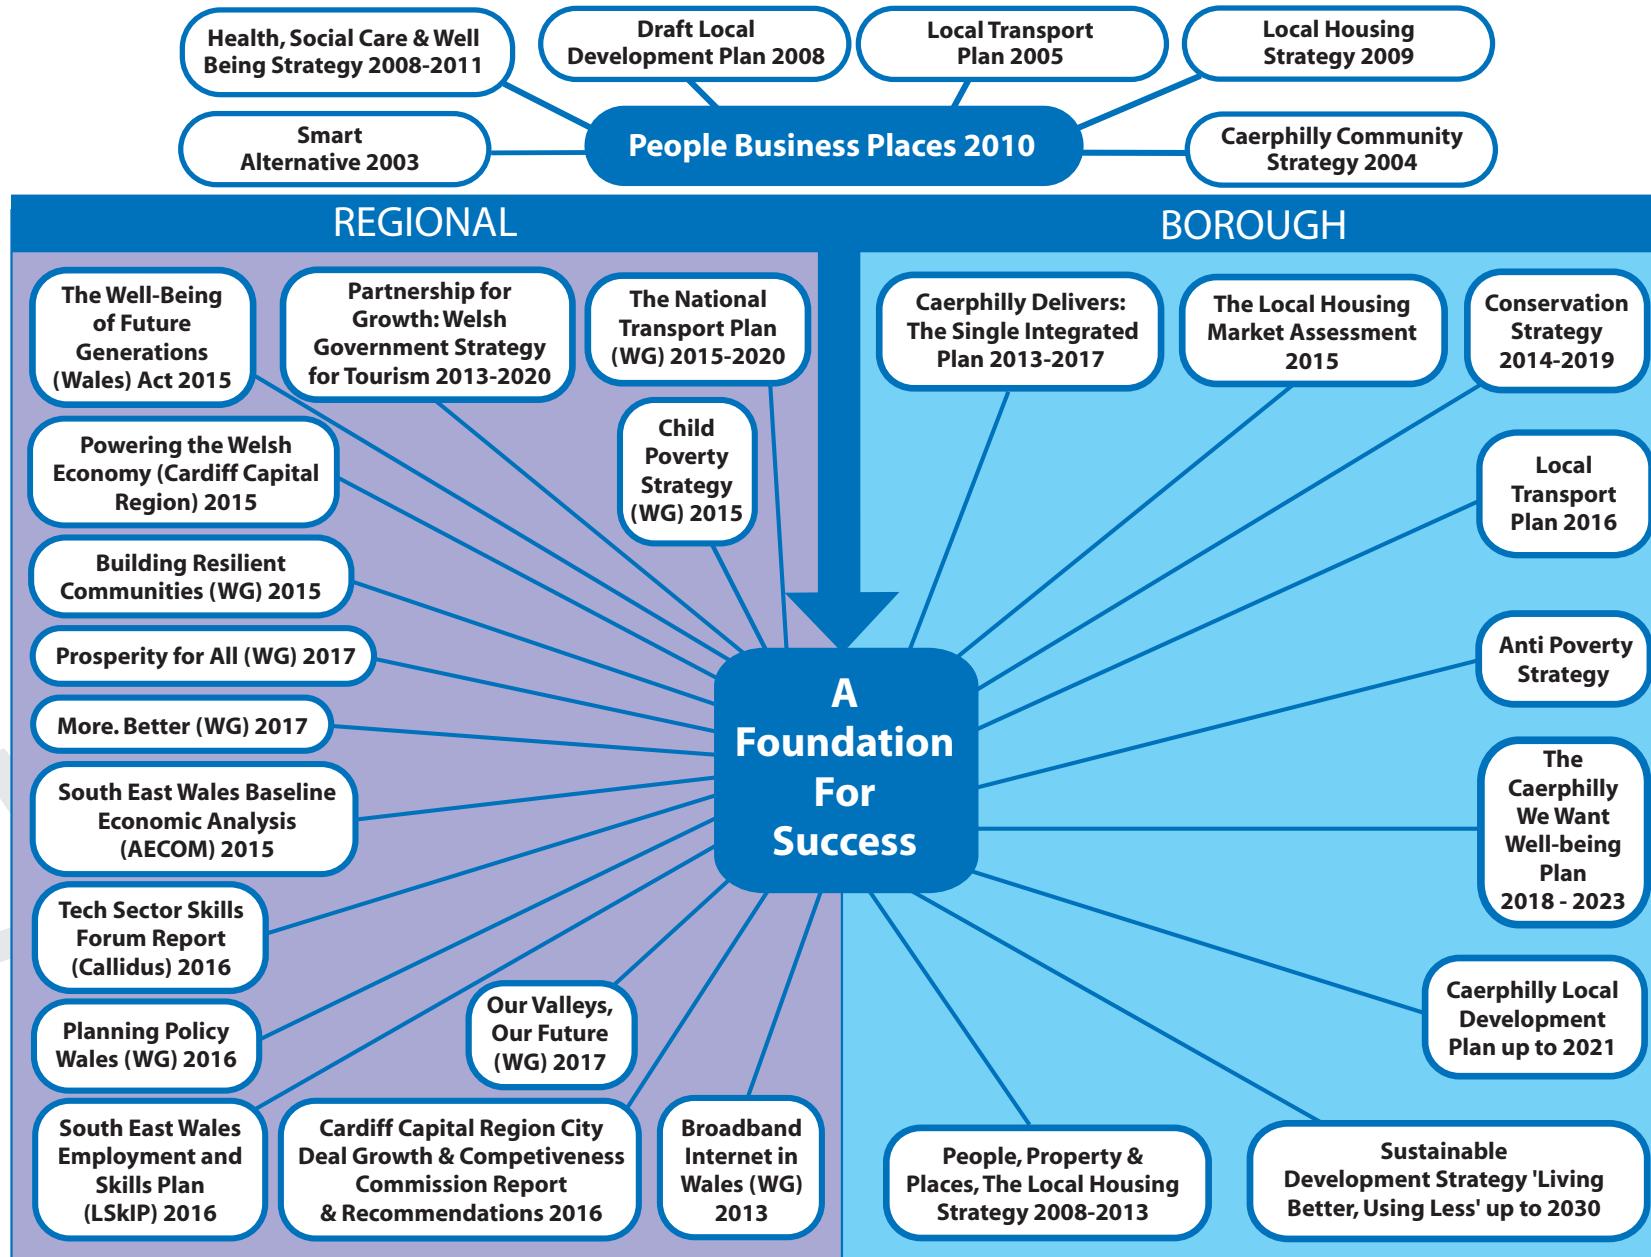 Health, Social Care & Well
Being Strategy 2008-2011
Draft Local
Development Plan 2008
Local Transport
Plan 2005
Local Housing
Strategy 2009
Smart
Alternative 2003
People Business Places 2010
Caerphilly Community
Strategy 2004
REGIONAL
BOROUGH
The Well-Being
of Future
Generations
(Wales) Act 2015
Partnership for
Growth: Welsh
Government Strategy
for Tourism 2013-2020
The National
Transport Plan
(WG) 2015-2020
Child
Poverty
Strategy
(WG) 2015
Powering the Welsh
Economy (Cardiff Capital
Region) 2015
Building Resilient
Communities (WG) 2015
Prosperity for All (WG) 2017
More. Better (WG) 2017
South East Wales Baseline
Economic Analysis
(AECOM) 2015
Tech Sector Skills
Forum Report
(Callidus) 2016
Planning Policy
Wales (WG) 2016
South East Wales
Employment and
Skills Plan
(LSkIP) 2016
Our Valleys,
Our Future
(WG) 2017
Cardiff Capital Region City
Deal Growth & Competiveness
Commission Report
& Recommendations 2016
Broadband
Internet in
Wales (WG)
2013
A
Foundation
For
Success
Caerphilly Delivers:
The Single Integrated
Plan 2013-2017
The Local Housing
Market Assessment
2015
Conservation
Strategy
2014-2019
Local
Transport
Plan 2016
Anti Poverty
Strategy
The
Caerphilly
We Want
Well-being
Plan
2018 - 2023
Caerphilly Local
Development
Plan up to 2021
People, Property &
Places, The Local Housing
Strategy 2008-2013
Sustainable
Development Strategy 'Living
Better, Using Less' up to 2030